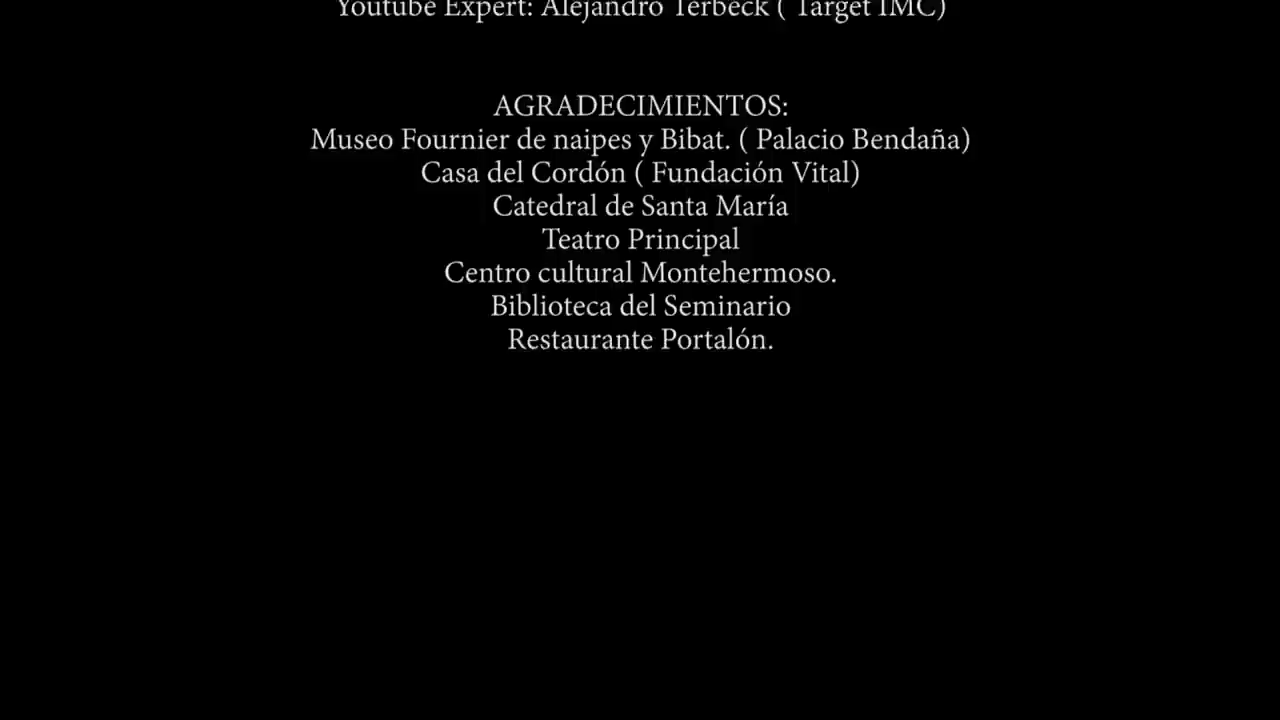 Youtube Expert: Alejandro Terbeck ( Target IMC)
AGRADECIMIENTOS:
Museo Fournier de naipes y Bibat. ( Palacio Bendaña)
Casa del Cordón ( Fundación Vital)
Catedral de Santa María
Teatro Principal
Centro cultural Montehermoso.
Biblioteca del Seminario
Restaurante Portalón.